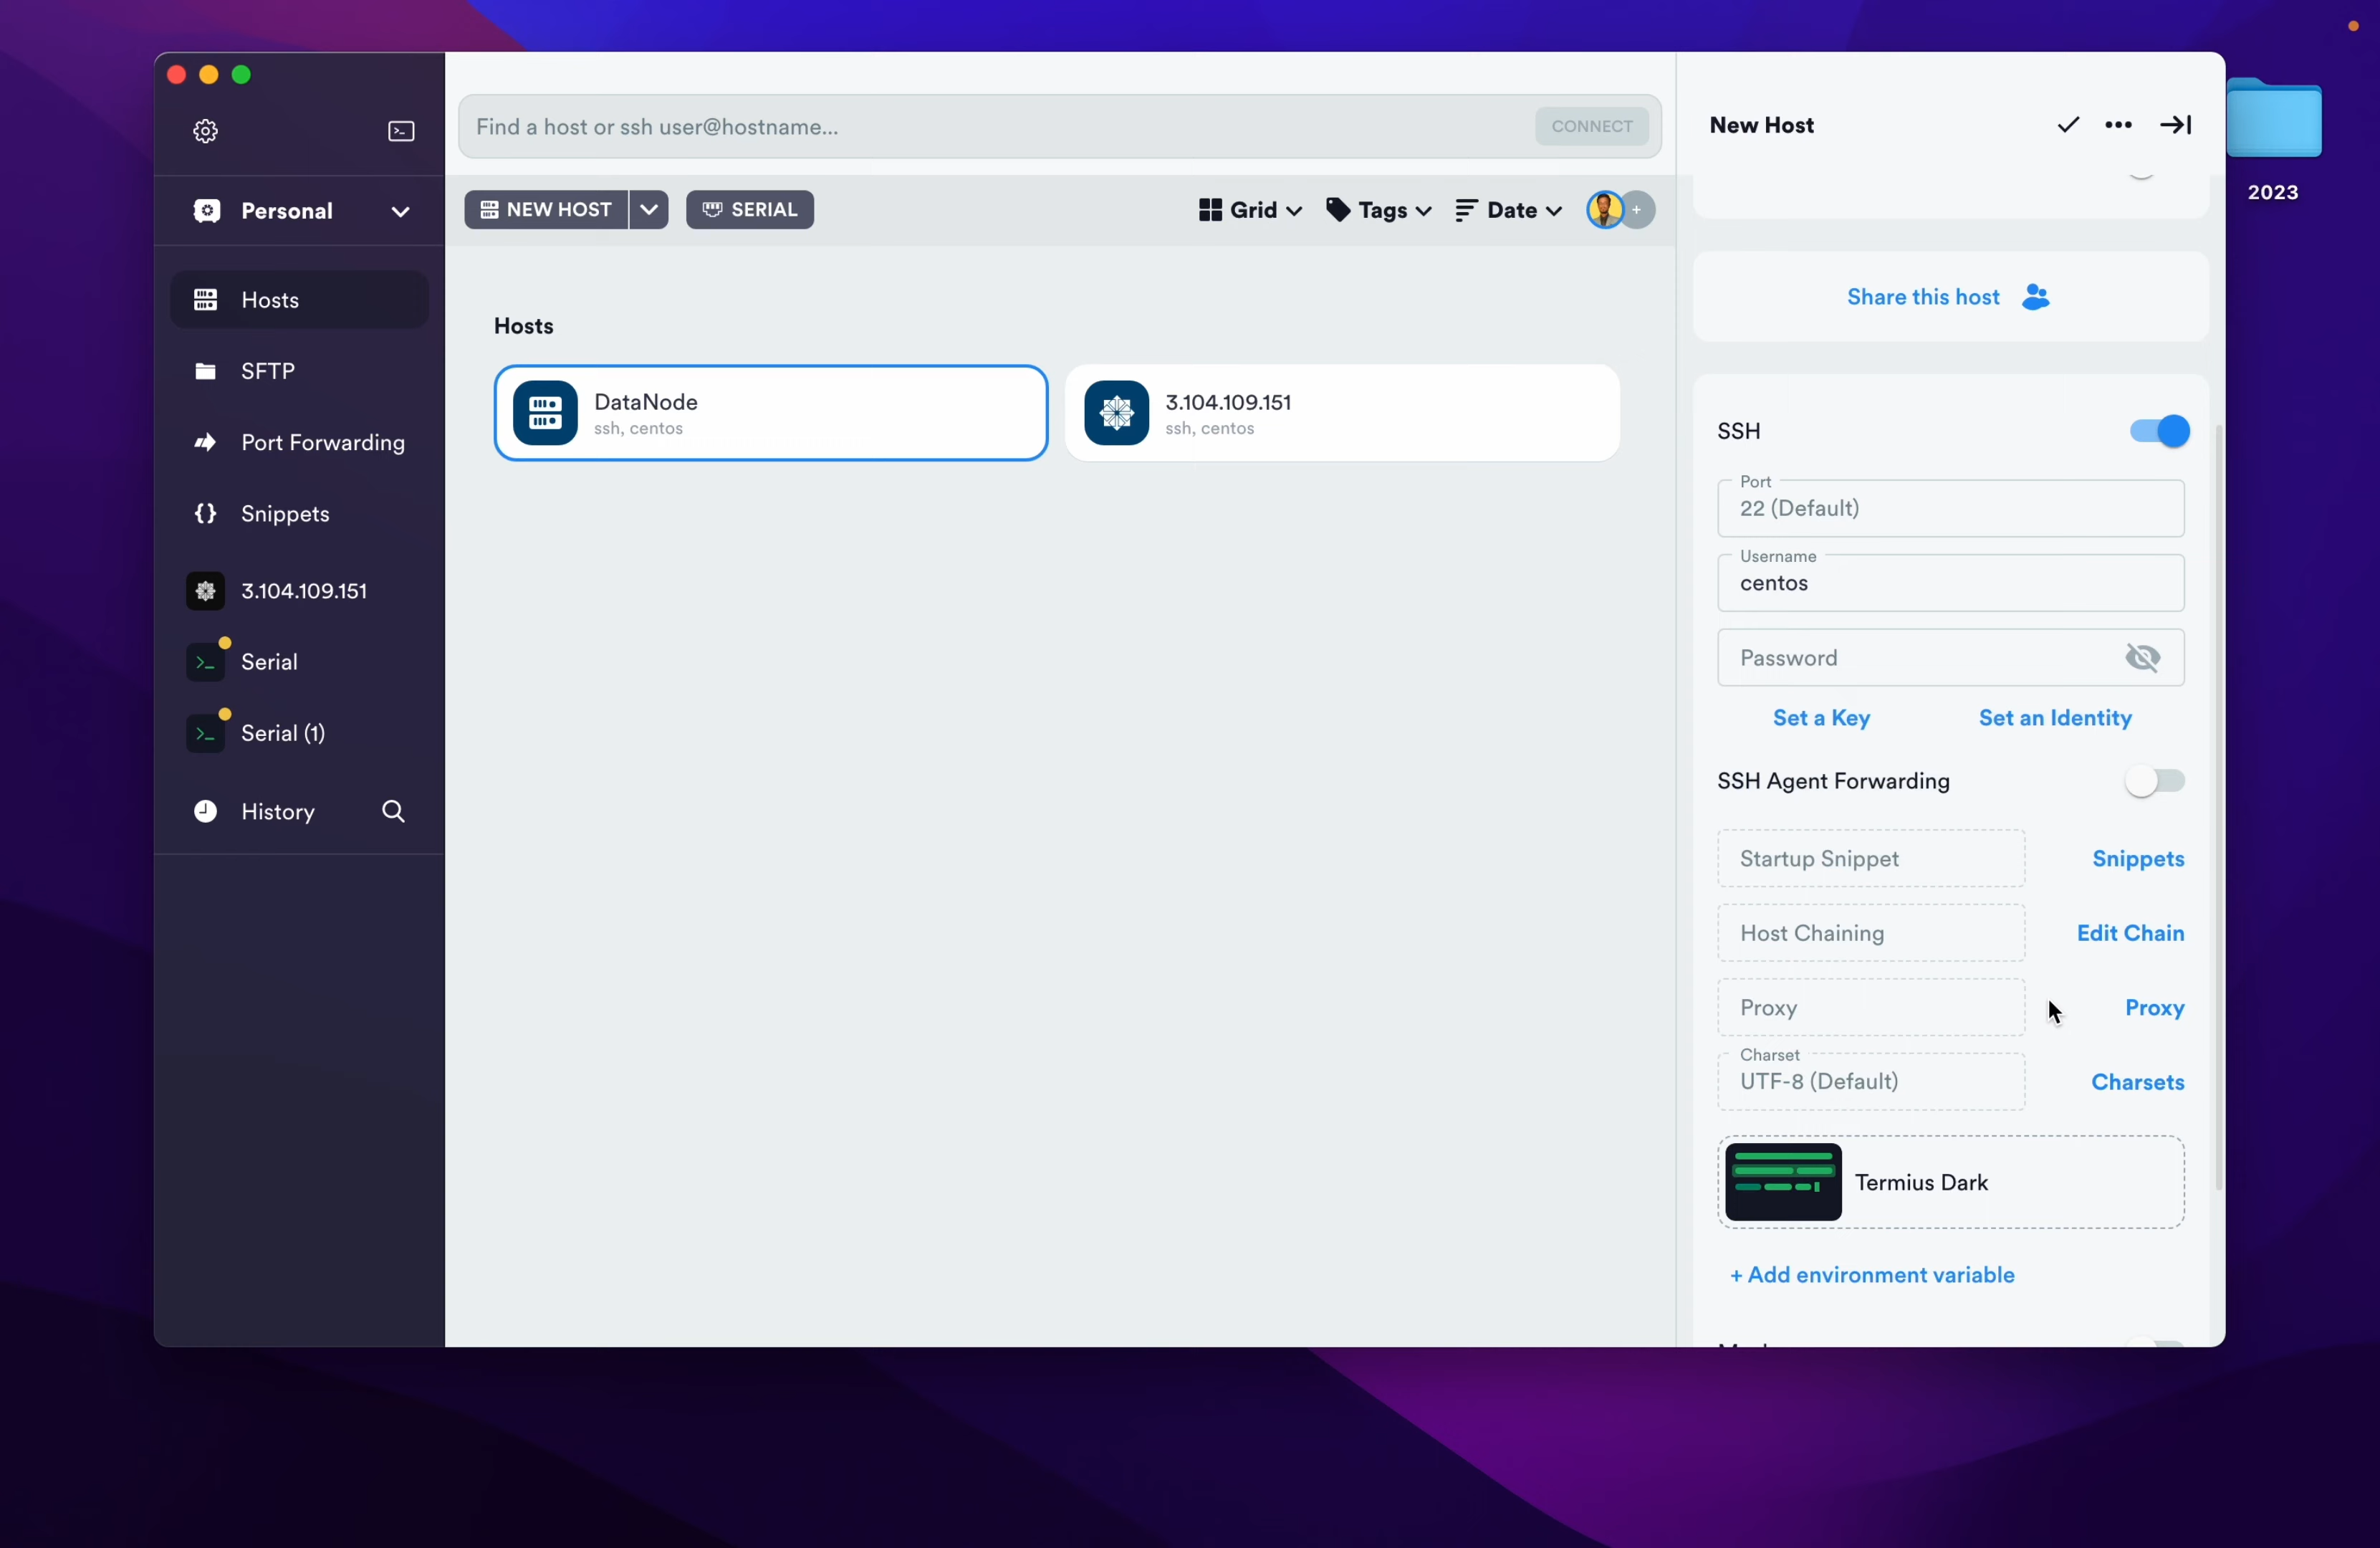 Find a host or ssh user@hostname...
CONNECT
New Host
2023
Personal
NEW HOST
SERIAL
Grid
Tags
Date
+
Hosts
SFTP
Port Forwarding
Snippets
3.104.109.151
Serial
Serial (1)
History
Hosts
DataNode
ssh, centos
3.104.109.151
ssh, centos
Share this host
SSH
Port
22 (Default)
Username
centos
Password
Set a Key
Set an Identity
SSH Agent Forwarding
Startup Snippet
Snippets
Host Chaining
Edit Chain
Proxy
Proxy
Charset
UTF-8 (Default)
Charsets
Termius Dark
+ Add environment variable